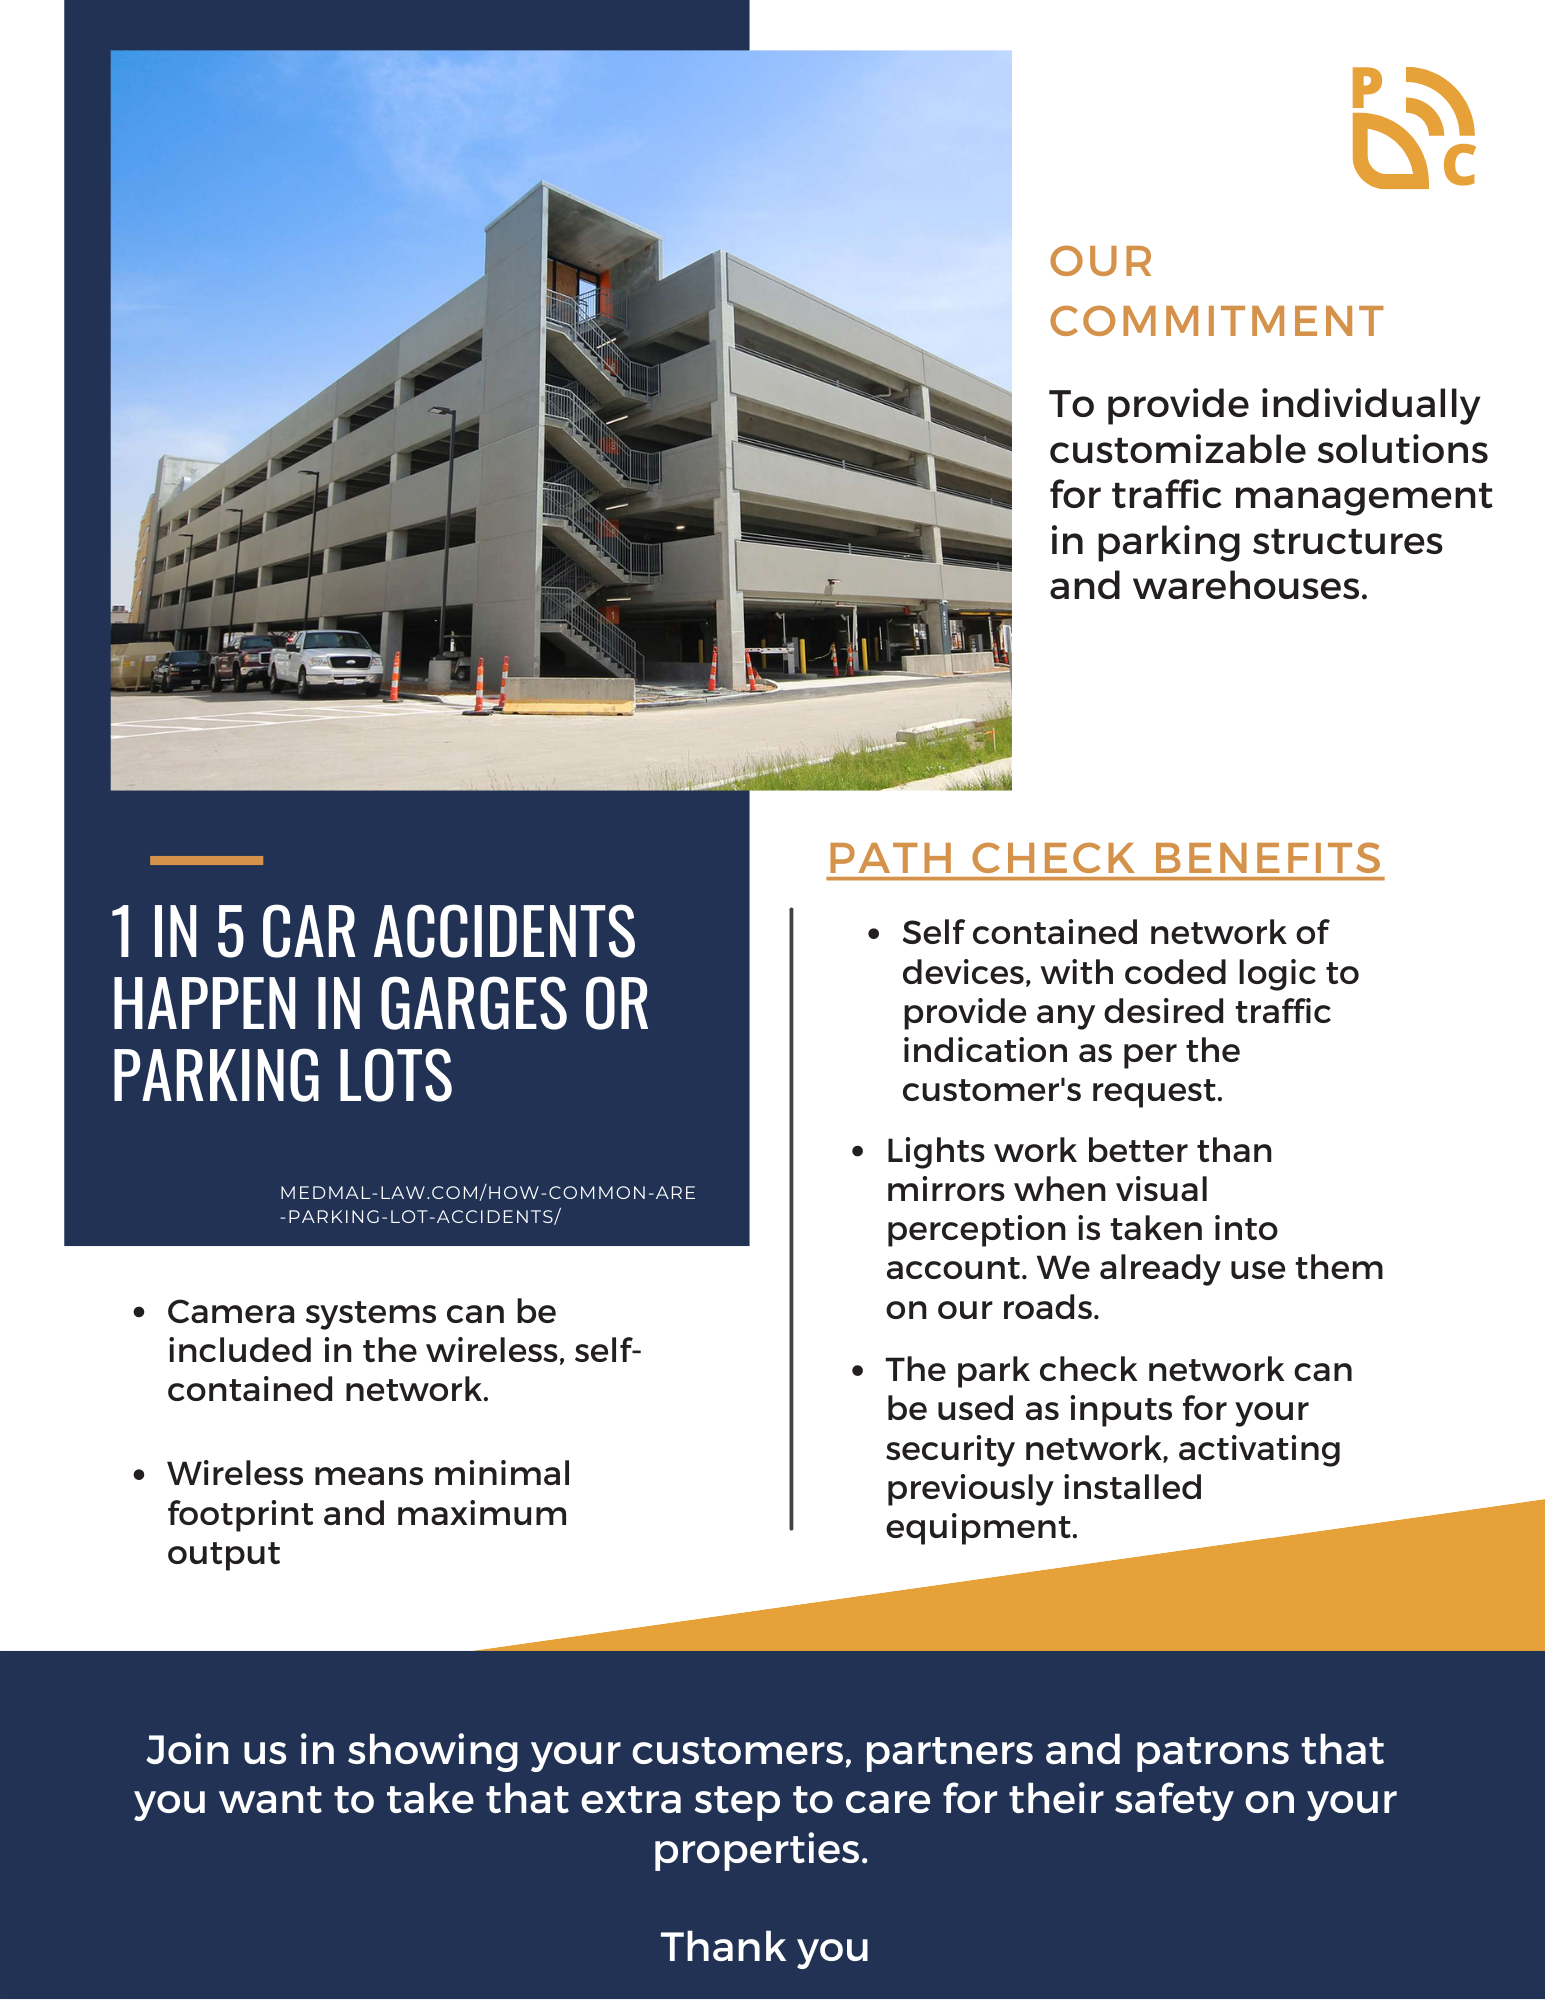 P
C
OUR
COMMITMENT
To provide individually
customizable solutions
for traffic management
in parking structures
and warehouses.
1 IN 5 CAR ACCIDENTS
HAPPEN IN GARGES OR
PARKING LOTS
MEDMAL-LAW.COM/HOW-COMMON-ARE
-PARKING-LOT-ACCIDENTS/
• Camera systems can be
included in the wireless, self-
contained network.
• Wireless means minimal
footprint and maximum
output
PATH CHECK BENEFITS
• Self contained network of
devices, with coded logic to
provide any desired traffic
indication as per the
customer's request.
• Lights work better than
mirrors when visual
perception is taken into
account. We already use them
on our roads.
• The park check network can
be used as inputs for your
security network, activating
previously installed
equipment.
Join us in showing your customers, partners and patrons that
you want to take that extra step to care for their safety on your
properties.
Thank you